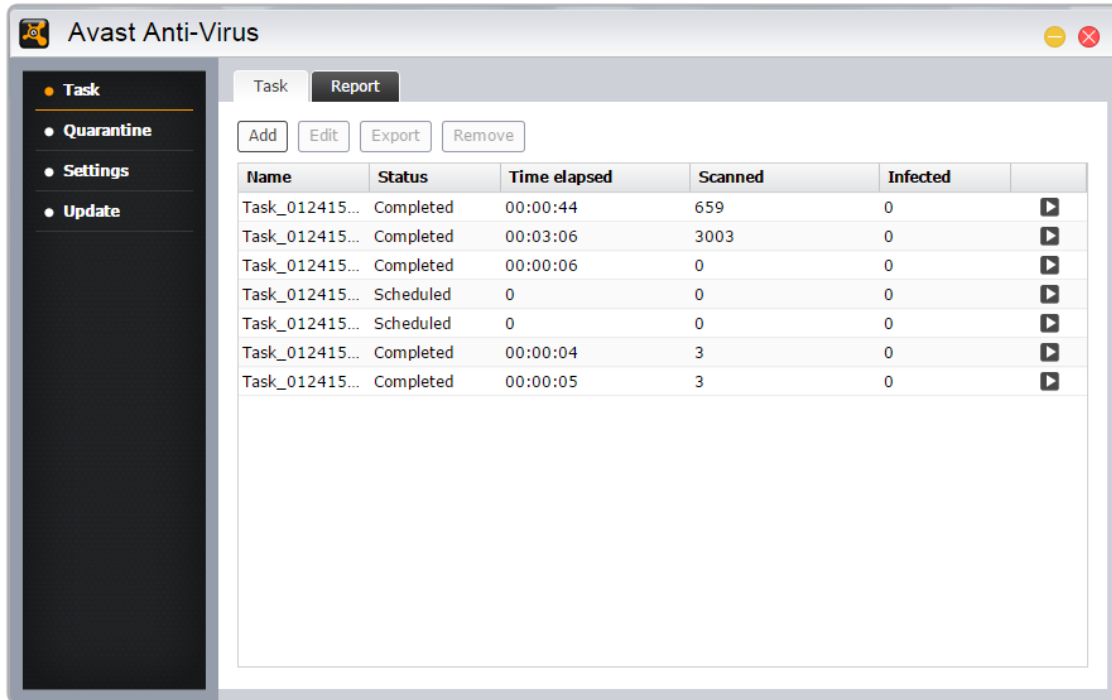 Avast Anti-Virus
Task
Quarantine
Settings
Update
Task Report
Add Edit Export Remove
Name Status Time elapsed Scanned Infected
Task_012415... Completed 00:00:44 659 0
Task_012415... Completed 00:03:06 3003 0
Task_012415... Completed 00:00:06 0 0
Task_012415... Scheduled 0 0 0
Task_012415... Scheduled 0 0 0
Task_012415... Completed 00:00:04 3 0
Task_012415... Completed 00:00:05 3 0